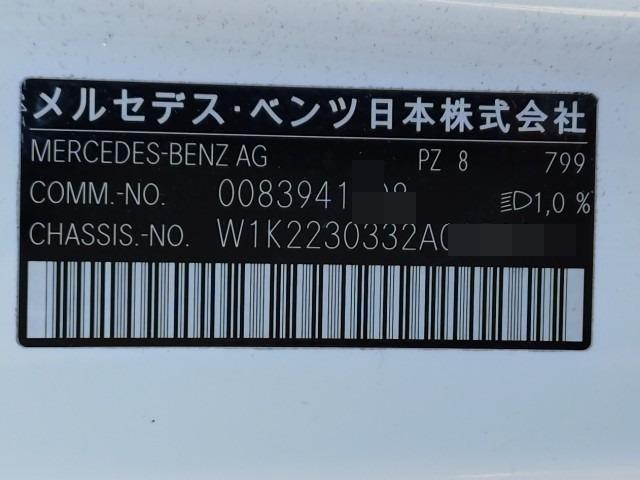 メルセデス・ベンツ日本株式会社
MERCEDES-BENZ AG PZ 8 799
COMM.-NO. 0083941 1,0 %
CHASSIS.-NO. W1K2230332A0